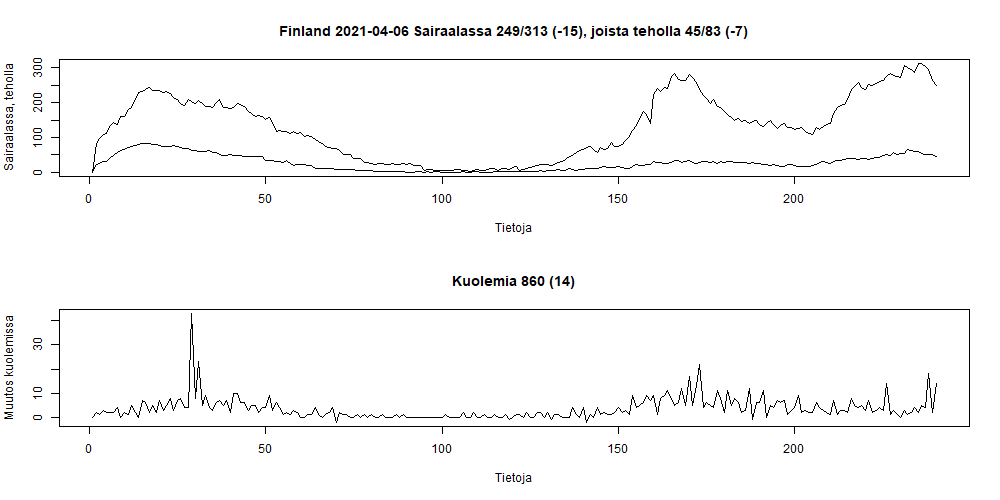 Finland 2021-04-06 Sairaalassa 249/313 (-15), joista teholla 45/83 (-7)
Sairaalassa, teholla
300
200
100
0
0 50 100 150 200
Tietoja
Kuolemia 860 (14)
Muutos kuolemissa
30
10
0
0 50 100 150 200
Tietoja